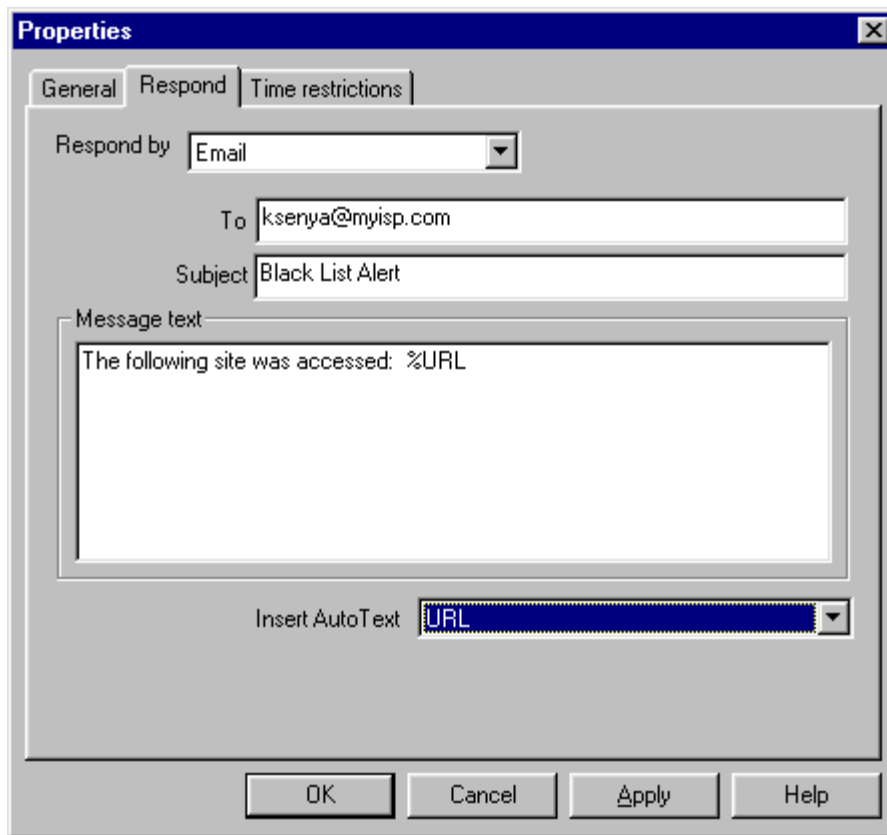 Properties
General Respond Time restrictions
Respond by Email
To ksenya@myisp.com
Subject Black List Alert
Message text
The following site was accessed:  %URL
Insert AutoText URL
OK Cancel Apply Help